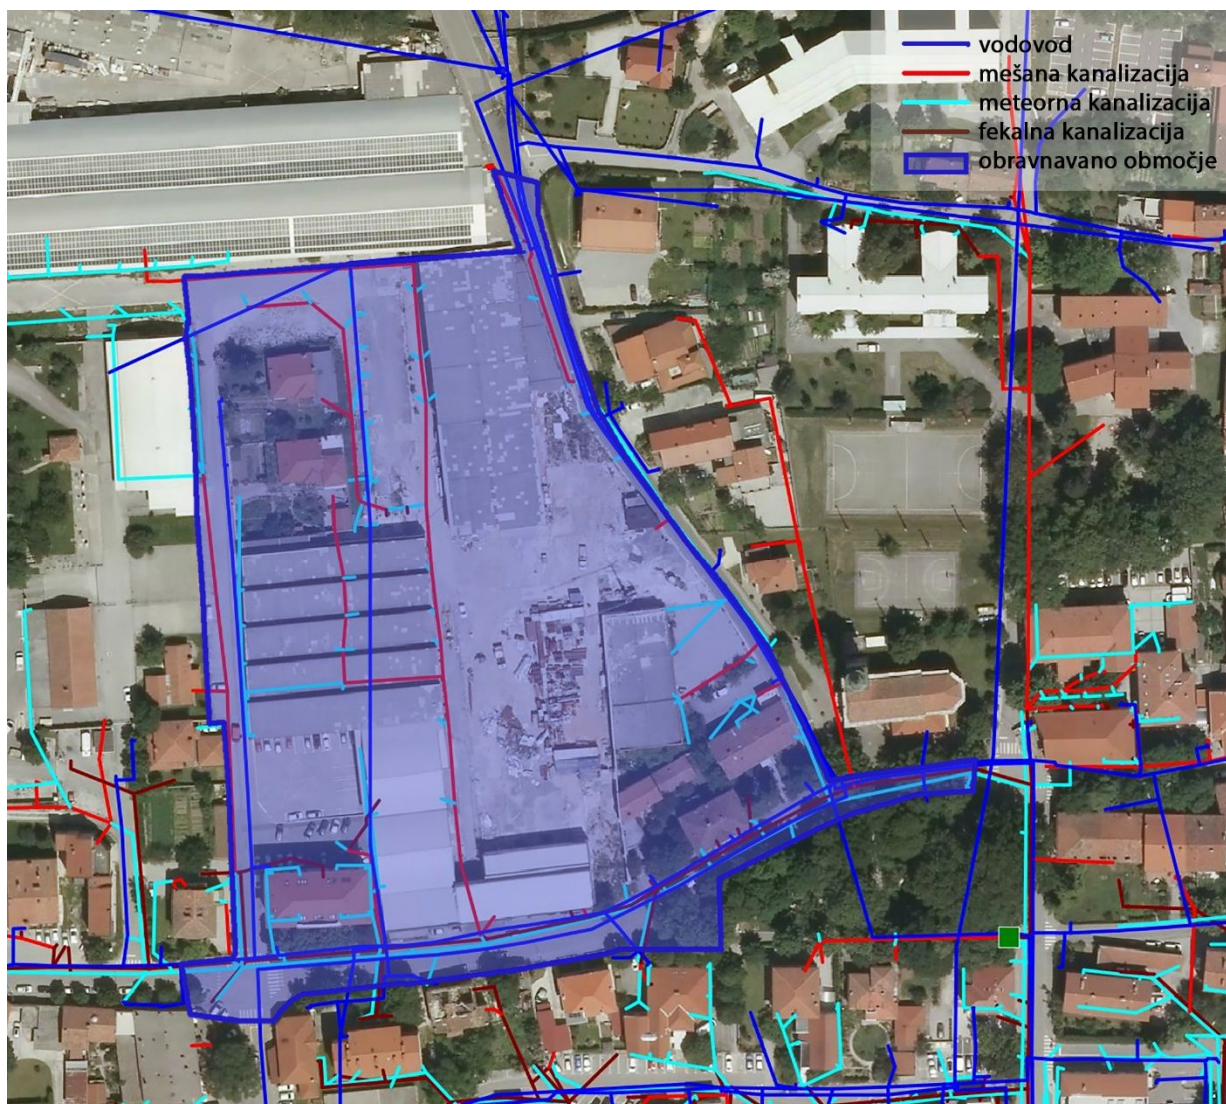 vodovod
mešana kanalizacija
meteorna kanalizacija
fekalna kanalizacija
obravnavano območje